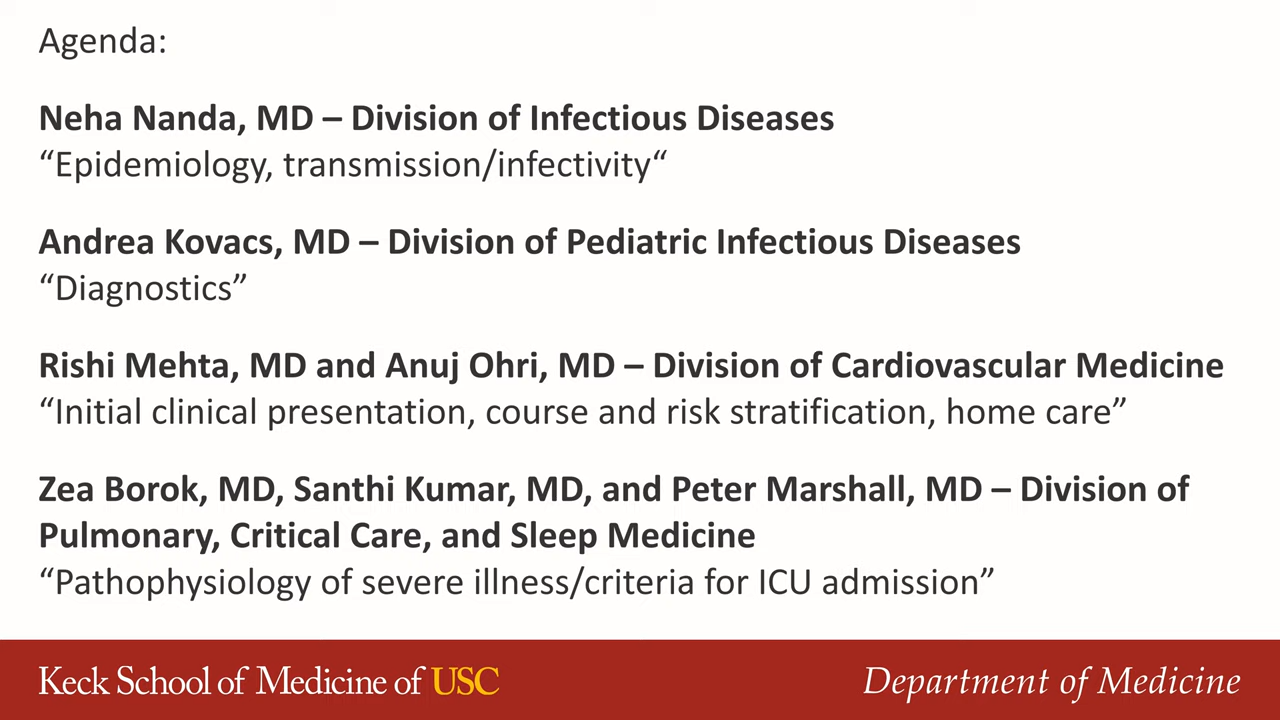 Agenda:
Neha Nanda, MD – Division of Infectious Diseases
“Epidemiology, transmission/infectivity“
Andrea Kovacs, MD – Division of Pediatric Infectious Diseases
“Diagnostics”
Rishi Mehta, MD and Anuj Ohri, MD – Division of Cardiovascular Medicine
“Initial clinical presentation, course and risk stratification, home care”
Zea Borok, MD, Santhi Kumar, MD, and Peter Marshall, MD – Division of
Pulmonary, Critical Care, and Sleep Medicine
“Pathophysiology of severe illness/criteria for ICU admission”
Keck School of Medicine of USC
Department of Medicine